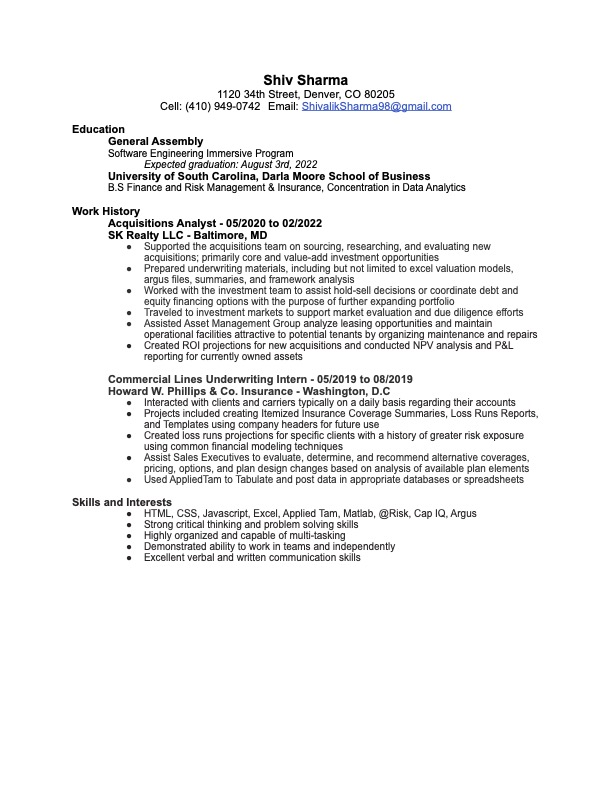 Shiv Sharma
1120 34th Street, Denver, CO 80205
Cell: (410) 949-0742 Email: ShivalikSharma98@gmail.com
Education
General Assembly
Software Engineering Immersive Program
Expected graduation: August 3rd, 2022
University of South Carolina, Darla Moore School of Business
B.S Finance and Risk Management & Insurance, Concentration in Data Analytics
Work History
Acquisitions Analyst - 05/2020 to 02/2022
SK Realty LLC - Baltimore, MD
● Supported the acquisitions team on sourcing, researching, and evaluating new
acquisitions; primarily core and value-add investment opportunities
● Prepared underwriting materials, including but not limited to excel valuation models,
argus files, summaries, and framework analysis
● Worked with the investment team to assist hold-sell decisions or coordinate debt and
equity financing options with the purpose of further expanding portfolio
● Traveled to investment markets to support market evaluation and due diligence efforts
● Assisted Asset Management Group analyze leasing opportunities and maintain
operational facilities attractive to potential tenants by organizing maintenance and repairs
● Created ROI projections for new acquisitions and conducted NPV analysis and P&L
reporting for currently owned assets
Commercial Lines Underwriting Intern - 05/2019 to 08/2019
Howard W. Phillips & Co. Insurance - Washington, D.C
● Interacted with clients and carriers typically on a daily basis regarding their accounts
● Projects included creating Itemized Insurance Coverage Summaries, Loss Runs Reports,
and Templates using company headers for future use
● Created loss runs projections for specific clients with a history of greater risk exposure
using common financial modeling techniques
● Assist Sales Executives to evaluate, determine, and recommend alternative coverages,
pricing, options, and plan design changes based on analysis of available plan elements
● Used AppliedTam to Tabulate and post data in appropriate databases or spreadsheets
Skills and Interests
● HTML, CSS, Javascript, Excel, Applied Tam, Matlab, @Risk, Cap IQ, Argus
● Strong critical thinking and problem solving skills
● Highly organized and capable of multi-tasking
● Demonstrated ability to work in teams and independently
● Excellent verbal and written communication skills